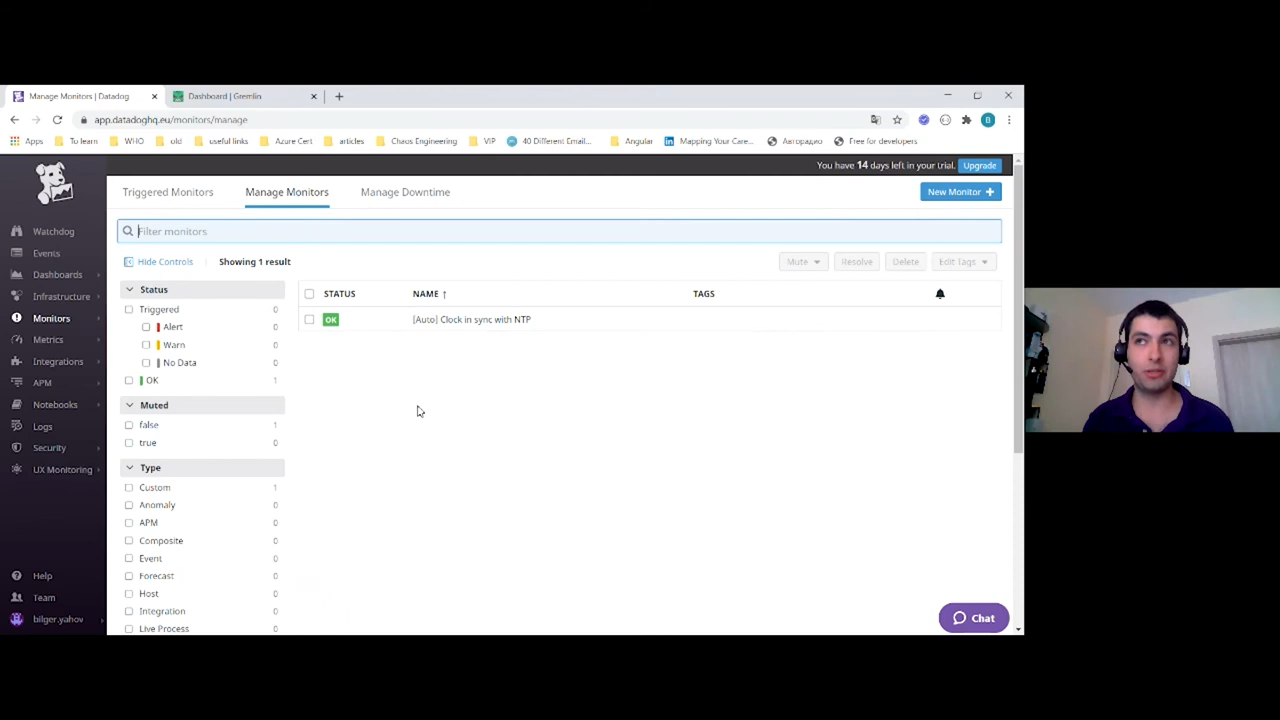 Manage Monitors | Datadog
Dashboard | Gremlin
app.datadoghq.eu/monitors/manage
Apps To learn WHO old useful links Azure Cert articles Chaos Engineering VIP 40 Different Email... Angular Mapping Your Care... Авторадио Free for developers
You have 14 days left in your trial. Upgrade
Triggered Monitors Manage Monitors Manage Downtime New Monitor +
Filter monitors
Hide Controls Showing 1 result Mute Resolve Delete Edit Tags
Watchdog
Events
Dashboards
Infrastructure
Monitors
Metrics
Integrations
APM
Notebooks
Logs
Security
UX Monitoring
Help
Team
bilger.yahov
Status
Triggered 0
Alert 0
Warn 0
No Data 0
OK 1
Muted
false 1
true 0
Type
Custom 1
Anomaly 0
APM 0
Composite 0
Event 0
Forecast 0
Host 0
Integration 0
Live Process 0
STATUS NAME ↑ TAGS
OK [Auto] Clock in sync with NTP
Chat